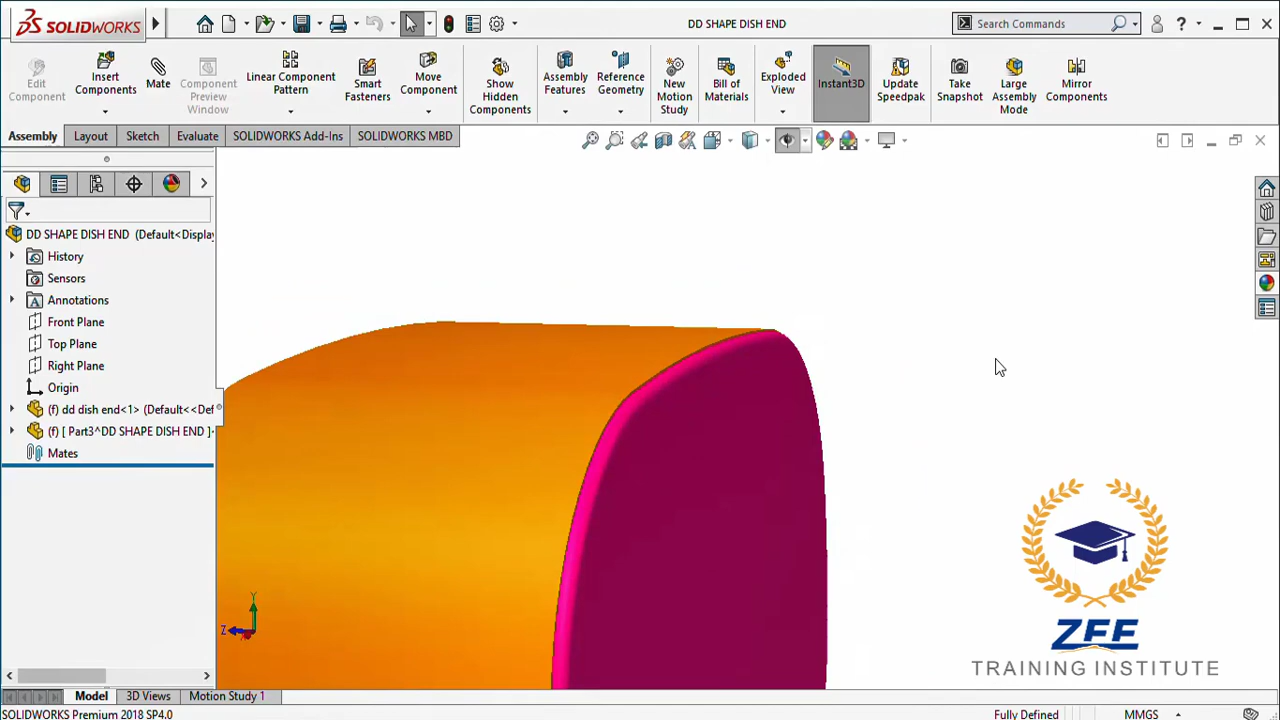 SOLIDWORKS
DD SHAPE DISH END
Search Commands
?
Edit Component
Insert Components
Mate
Component Preview Window
Linear Component Pattern
Smart Fasteners
Move Component
Show Hidden Components
Assembly Features
Reference Geometry
New Motion Study
Bill of Materials
Exploded View
Instant3D
Update Speedpak
Take Snapshot
Large Assembly Mode
Mirror Components
Assembly
Layout
Sketch
Evaluate
SOLIDWORKS Add-Ins
SOLIDWORKS MBD
DD SHAPE DISH END (Default<Display
History
Sensors
Annotations
Front Plane
Top Plane
Right Plane
Origin
(f) dd dish end<1> (Default<<Def
(f) [ Part3^DD SHAPE DISH END ]<
Mates
Y
Z
ZFE
TRAINING INSTITUTE
Model
3D Views
Motion Study 1
SOLIDWORKS Premium 2018 SP4.0
Fully Defined
MMGS